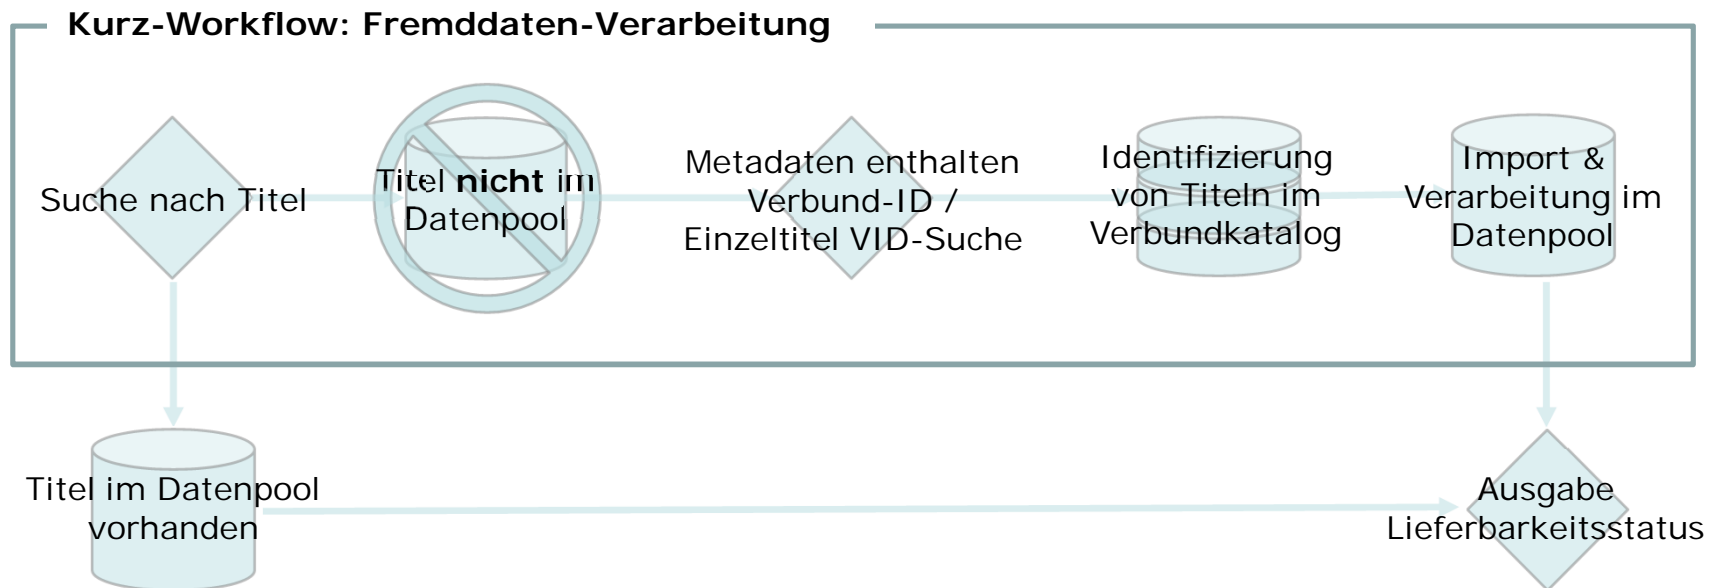 Kurz-Workflow: Fremddaten-Verarbeitung
Suche nach Titel
Titel nicht im
Datenpool
Metadaten enthalten
Verbund-ID /
Einzeltitel VID-Suche
Identifizierung
von Titeln im
Verbundkatalog
Import &
Verarbeitung im
Datenpool
Titel im Datenpool
vorhanden
Ausgabe
Lieferbarkeitsstatus